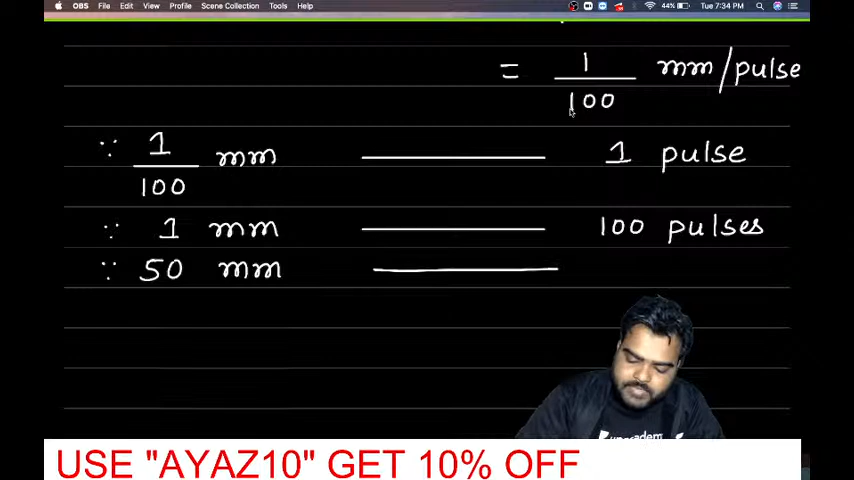 OBS File Edit View Profile Scene Collection Tools Help 44% Tue 7:34 PM
= 1/100 mm/pulse
∵ 1/100 mm ——— 1 pulse
∵ 1 mm ——— 100 pulses
∵ 50 mm ———
USE "AYAZ10" GET 10% OFF